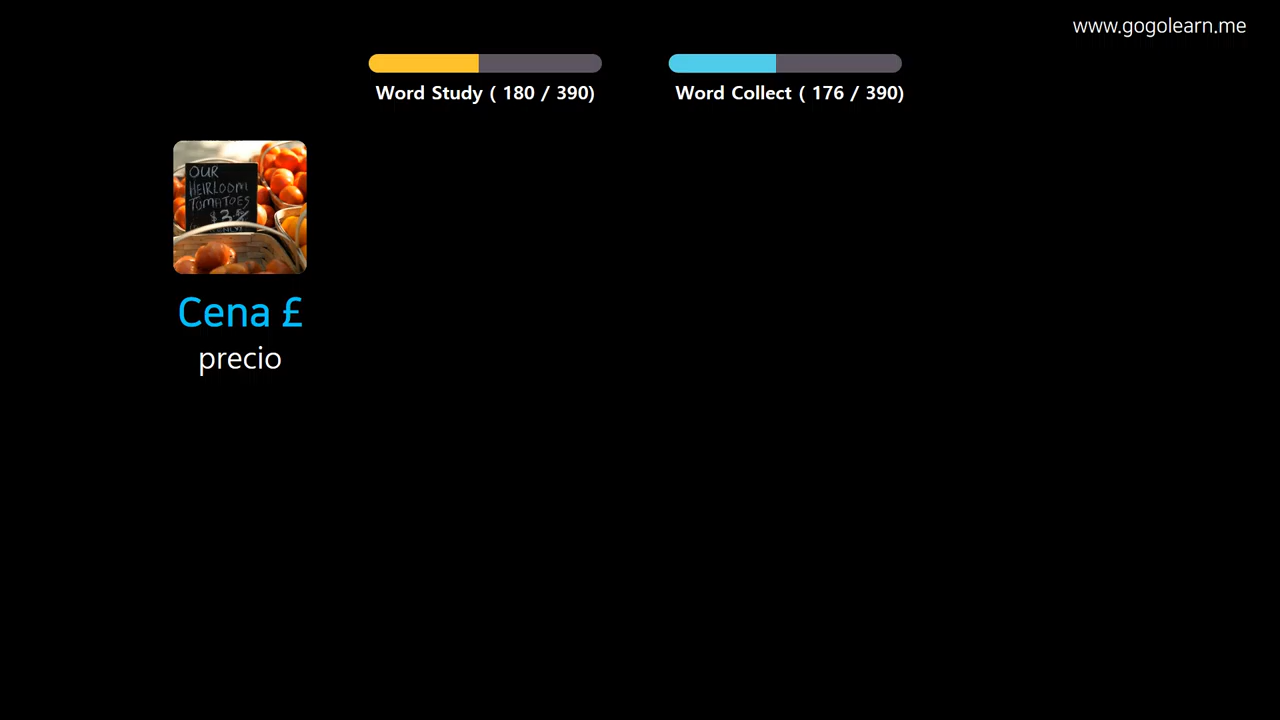 www.gogolearn.me
Word Study ( 180 / 390)
Word Collect ( 176 / 390)
OUR
HEIRLOOM
TOMATOES
Cena £
precio